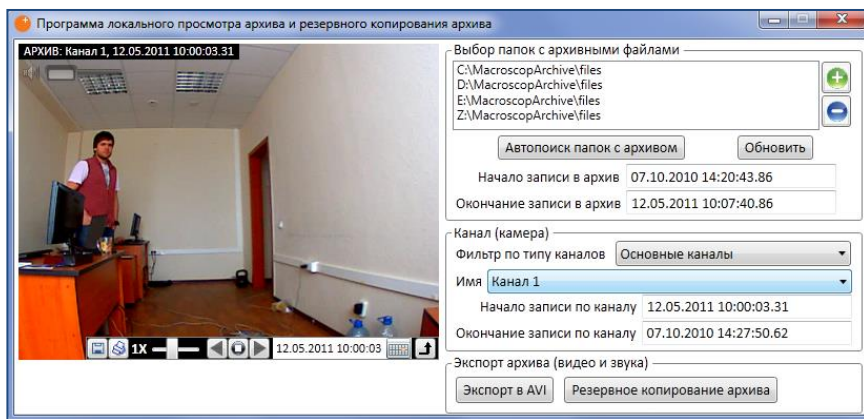 Программа локального просмотра архива и резервного копирования архива
АРХИВ: Канал 1, 12.05.2011 10:00:03.31
1X
12.05.2011 10:00:03
Выбор папок с архивными файлами
C:\MacroscopArchive\files
D:\MacroscopArchive\files
E:\MacroscopArchive\files
Z:\MacroscopArchive\files
Автопоиск папок с архивом Обновить
Начало записи в архив 07.10.2010 14:20:43.86
Окончание записи в архив 12.05.2011 10:07:40.86
Канал (камера)
Фильтр по типу каналов Основные каналы
Имя Канал 1
Начало записи по каналу 12.05.2011 10:00:03.31
Окончание записи по каналу 07.10.2010 14:27:50.62
Экспорт архива (видео и звука)
Экспорт в AVI Резервное копирование архива